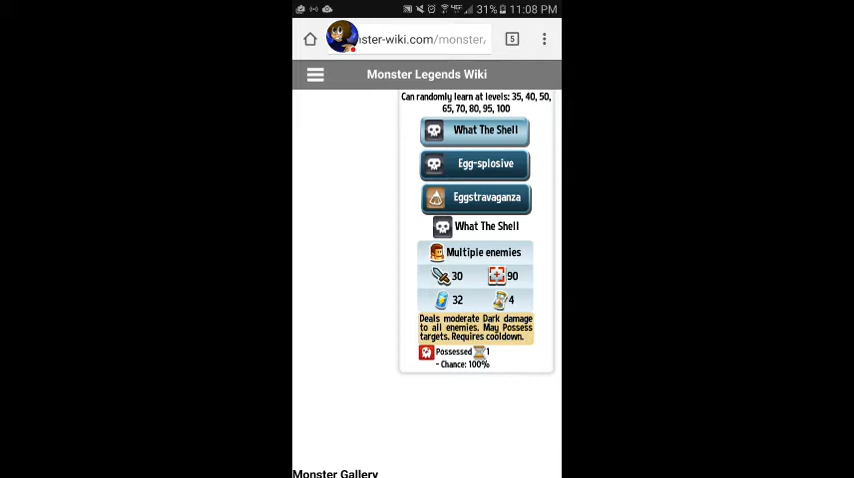 31% 11:08 PM
nster-wiki.com/monster/
5
Monster Legends Wiki
Can randomly learn at levels: 35, 40, 50,
65, 70, 80, 95, 100
What The Shell
Egg-splosive
Eggstravaganza
What The Shell
Multiple enemies
30 90
32 4
Deals moderate Dark damage
to all enemies. May Possess
targets. Requires cooldown.
Possessed 1
- Chance: 100%
Monster Gallery